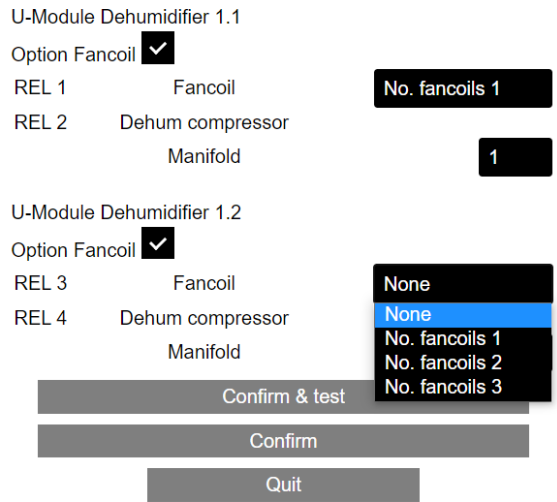 U-Module Dehumidifier 1.1
Option Fancoil
REL 1 Fancoil No. fancoils 1
REL 2 Dehum compressor
Manifold 1
U-Module Dehumidifier 1.2
Option Fancoil
REL 3 Fancoil None
REL 4 Dehum compressor None
No. fancoils 1
Manifold No. fancoils 2
No. fancoils 3
Confirm & test
Confirm
Quit